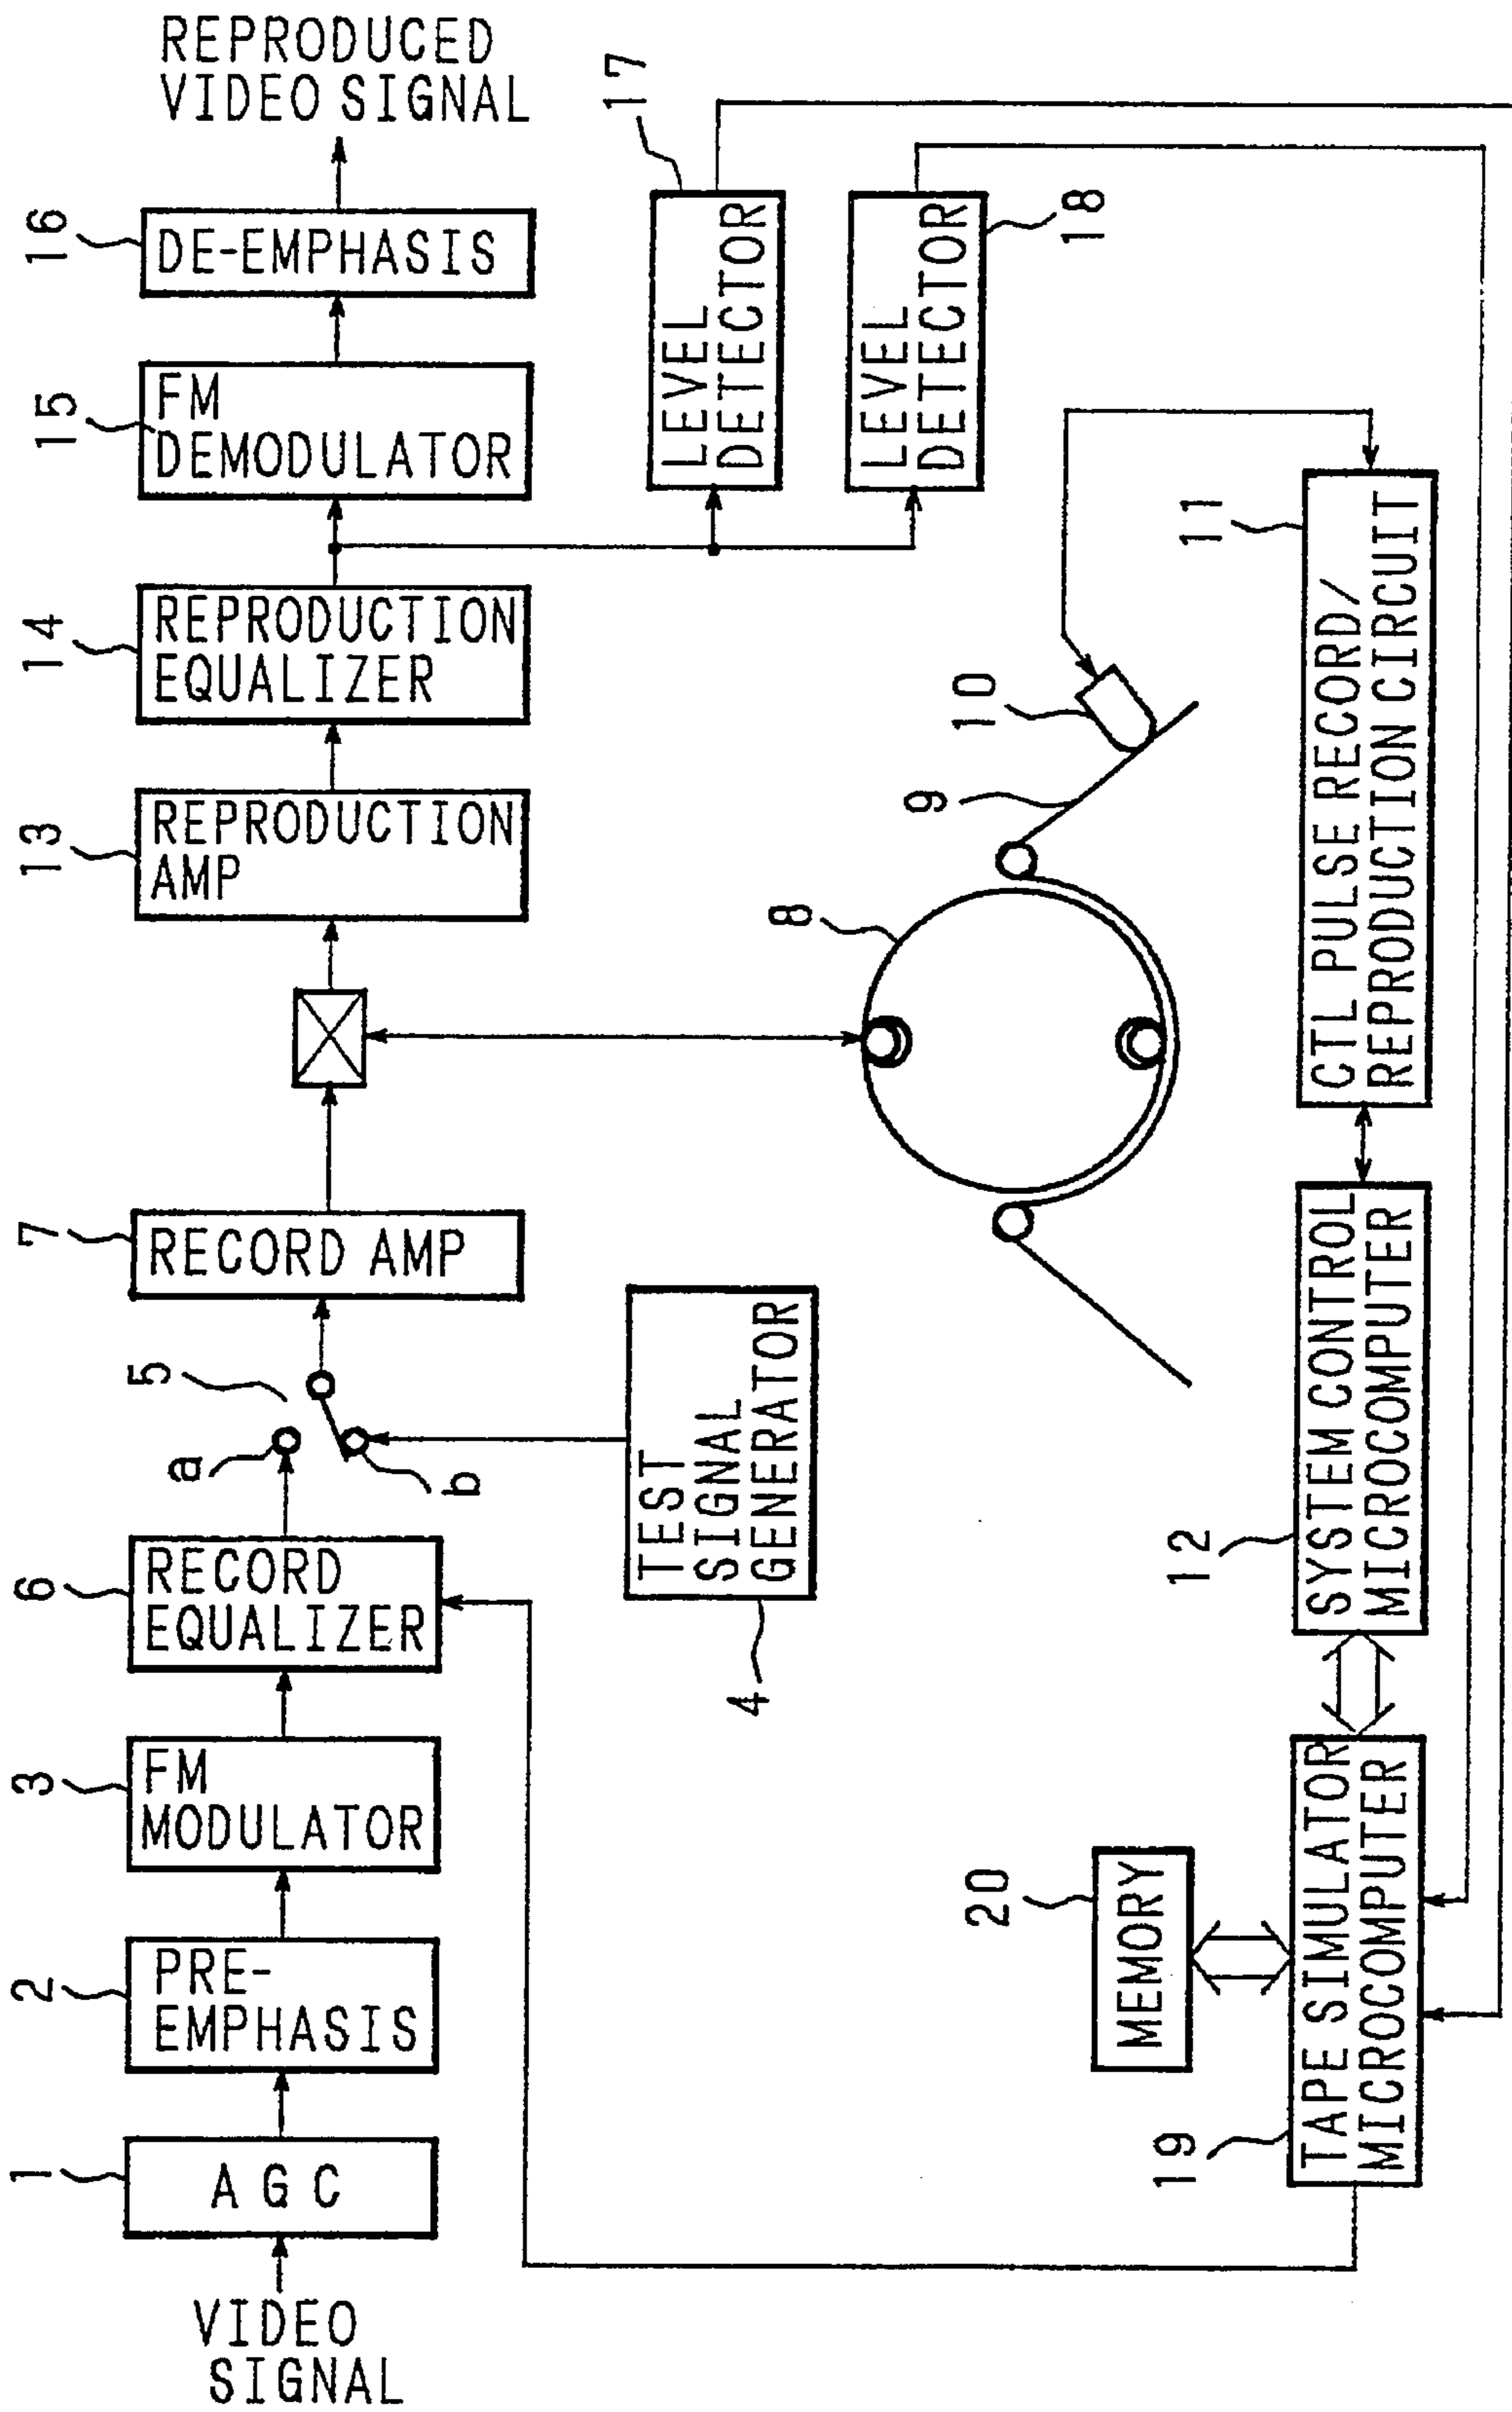 VIDEO
SIGNAL
1
A G C
2
PRE-
EMPHASIS
3
FM
MODULATOR
6
RECORD
EQUALIZER
a
b
5
7
RECORD AMP
13
REPRODUCTION
AMP
14
REPRODUCTION
EQUALIZER
15
FM
DEMODULATOR
16
DE-EMPHASIS
REPRODUCED
VIDEO SIGNAL
4
TEST
SIGNAL
GENERATOR
17
LEVEL
DETECTOR
18
LEVEL
DETECTOR
8
9
10
20
MEMORY
19
TAPE SIMULATOR
MICROCOMPUTER
12
SYSTEM CONTROL
MICROCOMPUTER
11
CTL PULSE RECORD/
REPRODUCTION CIRCUIT